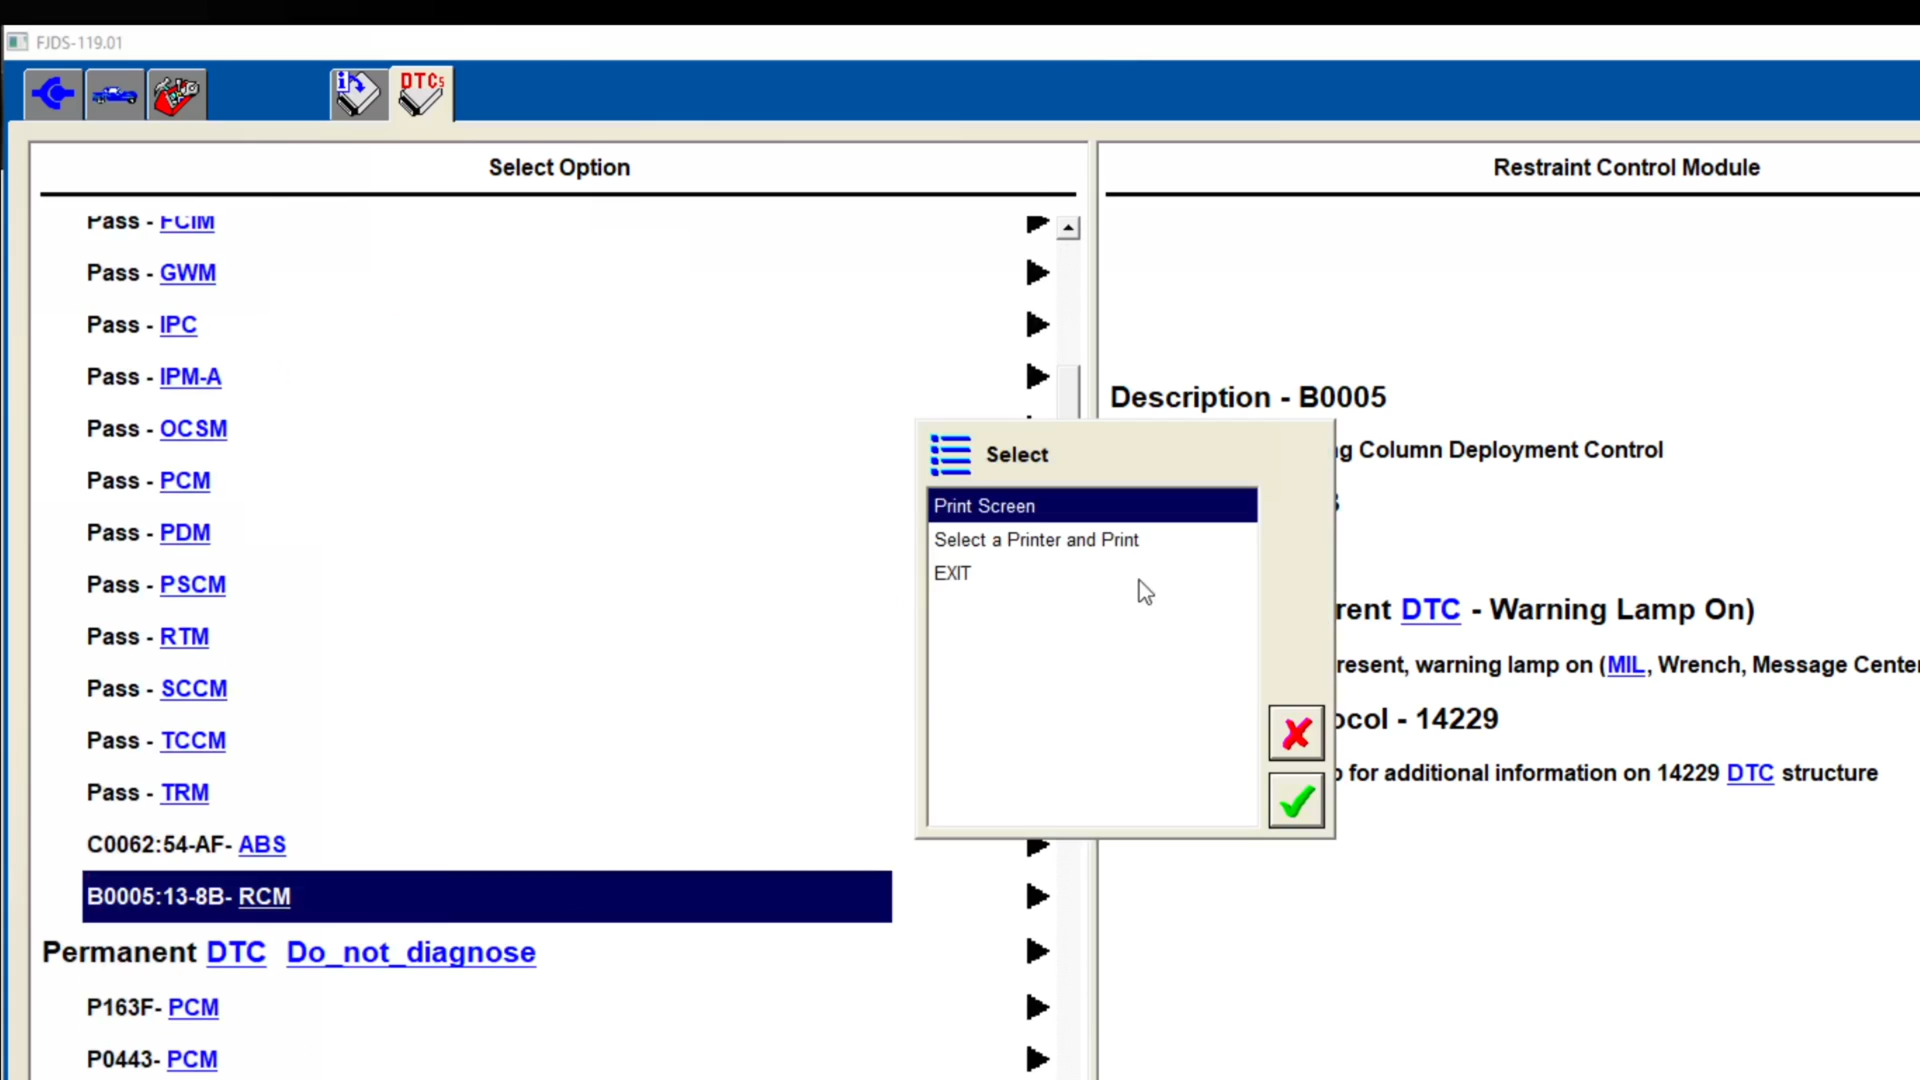 FJDS-119.01
DTCs
Select Option
Pass - FCIM
Pass - GWM
Pass - IPC
Pass - IPM-A
Pass - OCSM
Pass - PCM
Pass - PDM
Pass - PSCM
Pass - RTM
Pass - SCCM
Pass - TCCM
Pass - TRM
C0062:54-AF- ABS
B0005:13-8B- RCM
Permanent DTC Do_not_diagnose
P163F- PCM
P0443- PCM
Select
Print Screen
Select a Printer and Print
EXIT
Restraint Control Module
Description - B0005
g Column Deployment Control
rent DTC - Warning Lamp On)
resent, warning lamp on (MIL, Wrench, Message Cente
ocol - 14229
for additional information on 14229 DTC structure